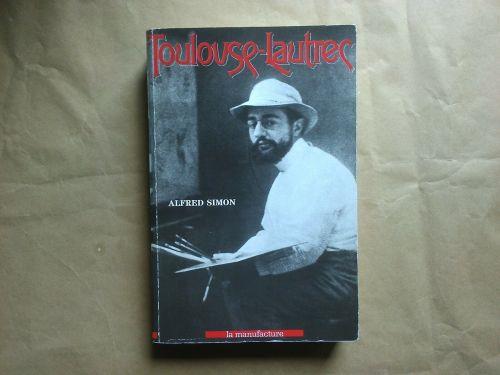 Toulouse-Lautrec
ALFRED SIMON
la manufacture